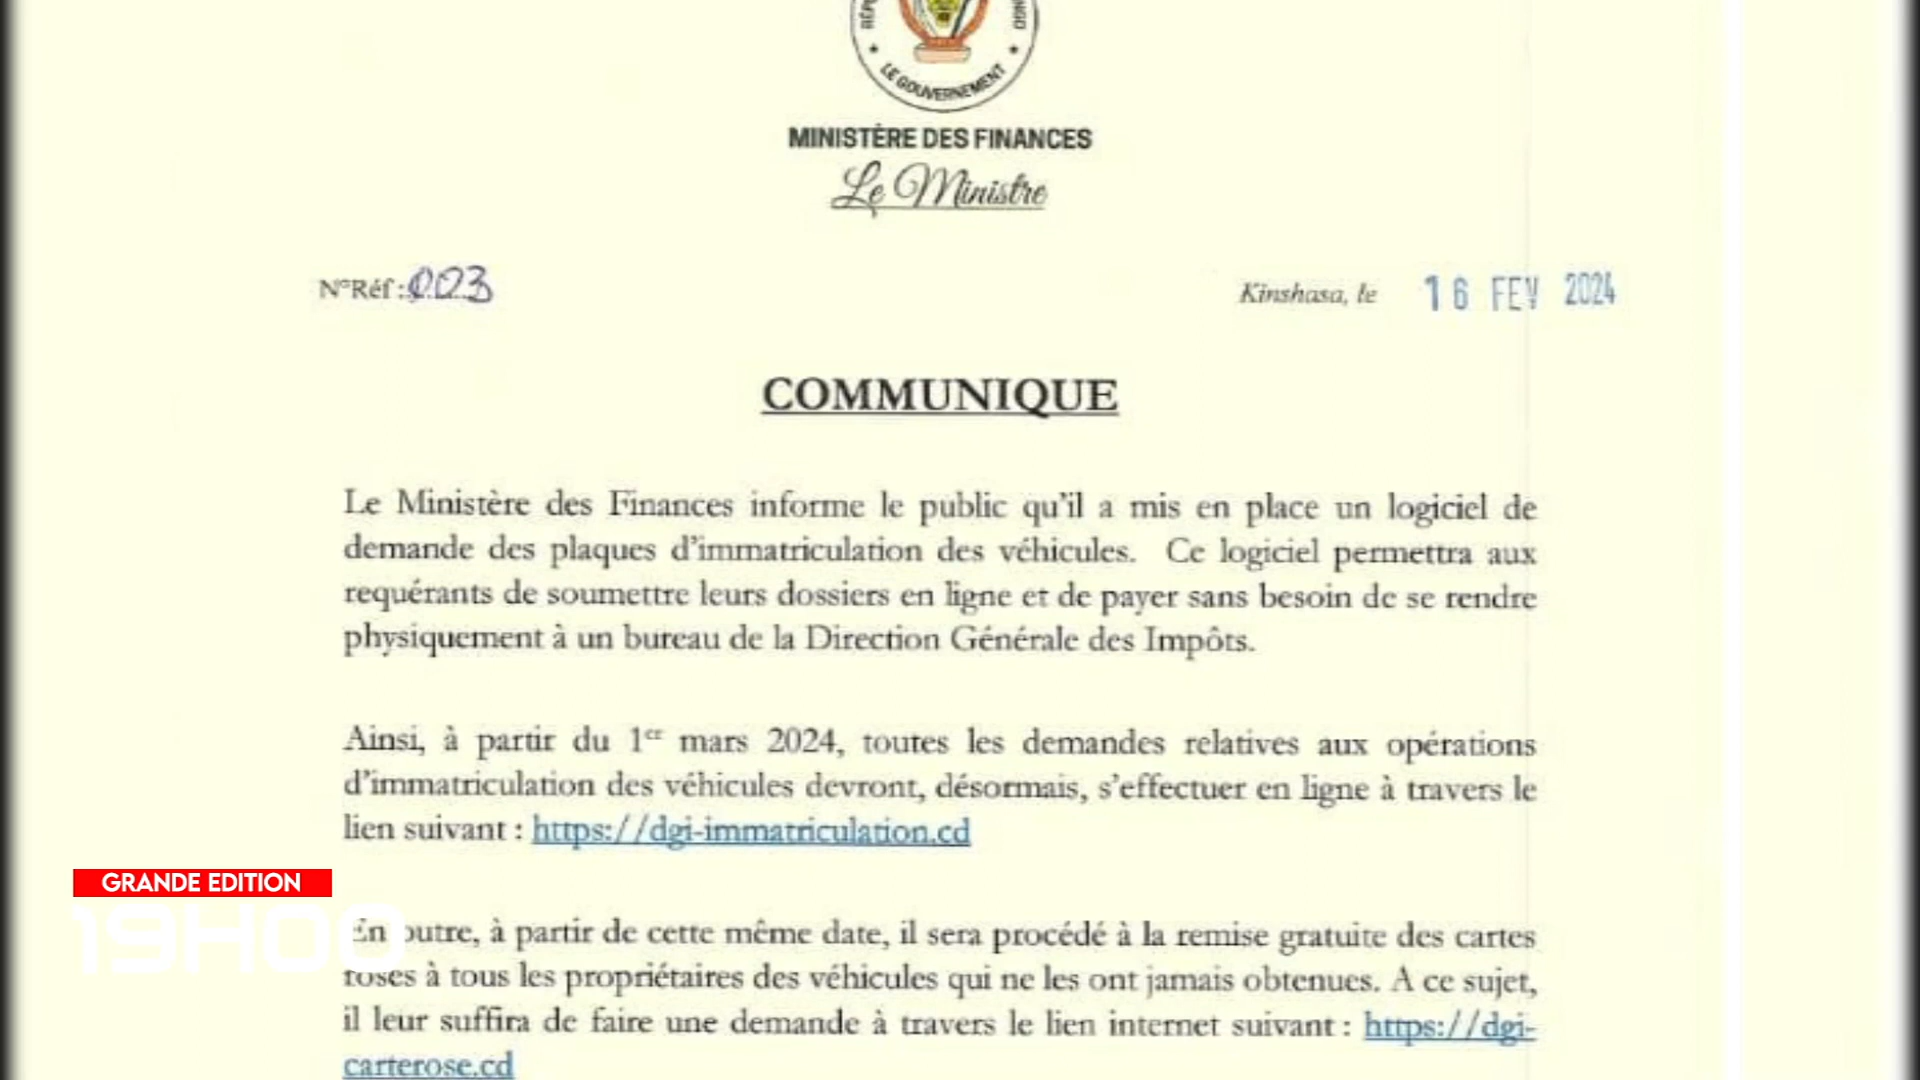 LE GOUVERNEMENT
MINISTÈRE DES FINANCES
Le Ministre
N°Réf : 003
Kinshasa, le 16 FEV 2024
COMMUNIQUE
Le Ministère des Finances informe le public qu'il a mis en place un logiciel de
demande des plaques d'immatriculation des véhicules. Ce logiciel permettra aux
requérants de soumettre leurs dossiers en ligne et de payer sans besoin de se rendre
physiquement à un bureau de la Direction Générale des Impôts.
Ainsi, à partir du 1er mars 2024, toutes les demandes relatives aux opérations
d'immatriculation des véhicules devront, désormais, s'effectuer en ligne à travers le
lien suivant : https://dgi-immatriculation.cd
GRANDE EDITION
19H00
En outre, à partir de cette même date, il sera procédé à la remise gratuite des cartes
roses à tous les propriétaires des véhicules qui ne les ont jamais obtenues. A ce sujet,
il leur suffira de faire une demande à travers le lien internet suivant : https://dgi-
carterose.cd